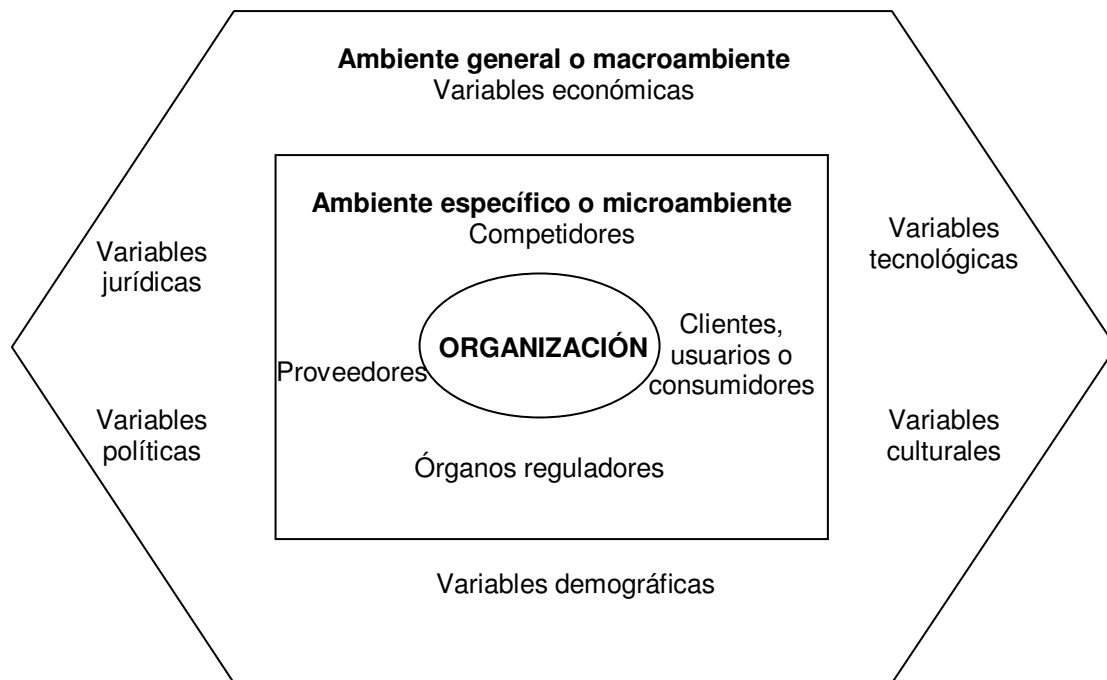 Ambiente general o macroambiente
Variables económicas
Ambiente específico o microambiente
Competidores
Variables
jurídicas
Variables
tecnológicas
ORGANIZACIÓN
Clientes,
usuarios o
consumidores
Proveedores
Variables
políticas
Variables
culturales
Órganos reguladores
Variables demográficas